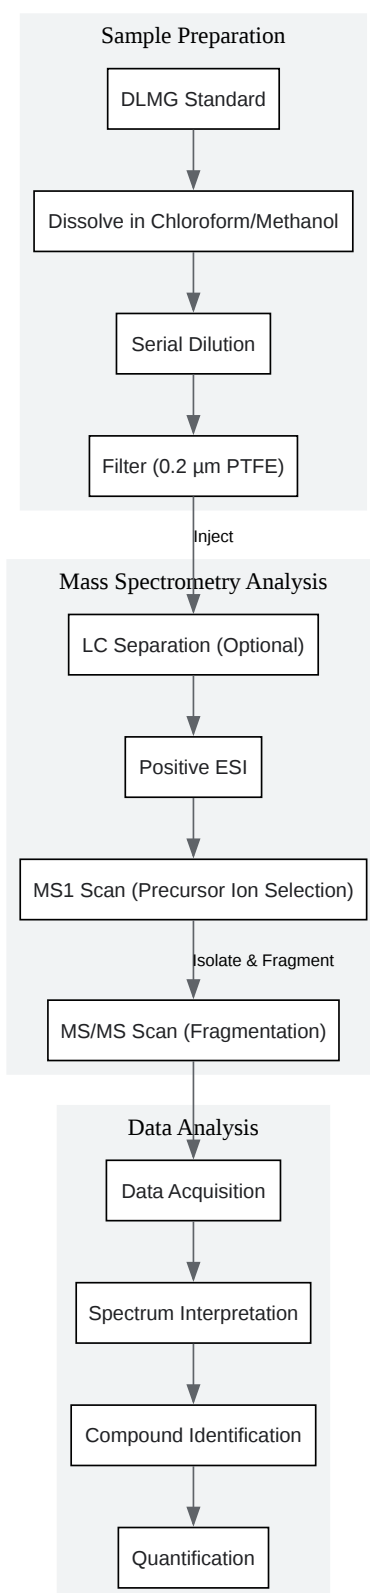 Sample Preparation
DLMG Standard
Dissolve in Chloroform/Methanol
Serial Dilution
Filter (0.2 µm PTFE)
Inject
Mass Spectrometry Analysis
LC Separation (Optional)
Positive ESI
MS1 Scan (Precursor Ion Selection)
Isolate & Fragment
MS/MS Scan (Fragmentation)
Data Analysis
Data Acquisition
Spectrum Interpretation
Compound Identification
Quantification